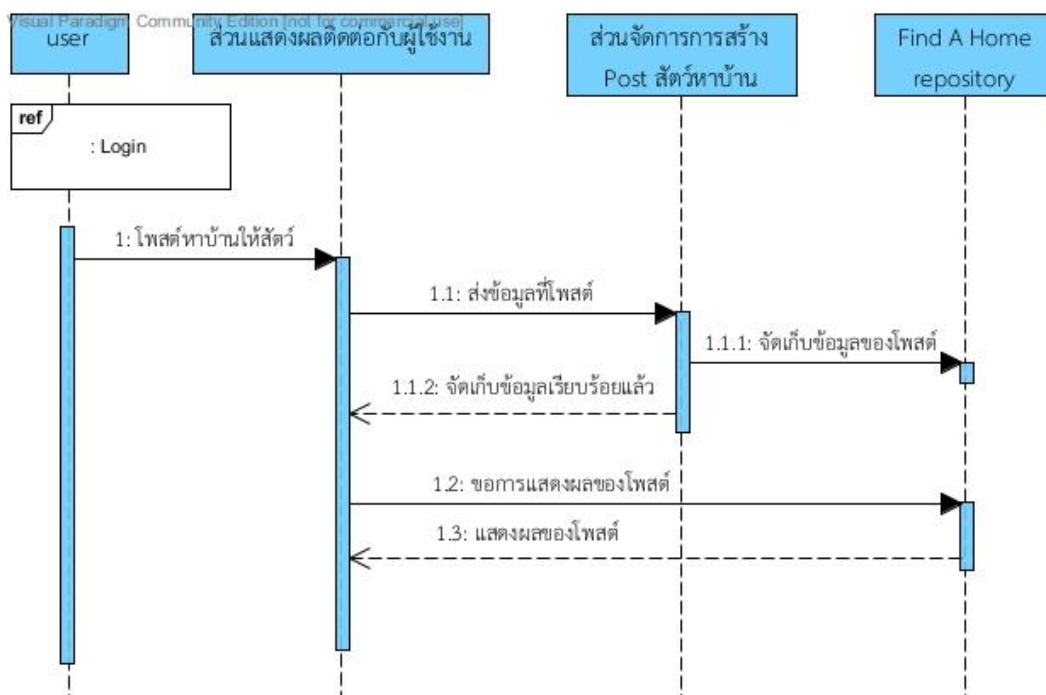 Visual Paradigm Community Edition [not for commercial use]
user
ส่วนแสดงผลติดต่อกับผู้ใช้งาน
ส่วนจัดการการสร้าง
Post สัตว์หาบ้าน
Find A Home
repository
ref
: Login
1: โพสต์หาบ้านให้สัตว์
1.1: ส่งข้อมูลที่โพสต์
1.1.1: จัดเก็บข้อมูลของโพสต์
1.1.2: จัดเก็บข้อมูลเรียบร้อยแล้ว
1.2: ขอการแสดงผลของโพสต์
1.3: แสดงผลของโพสต์